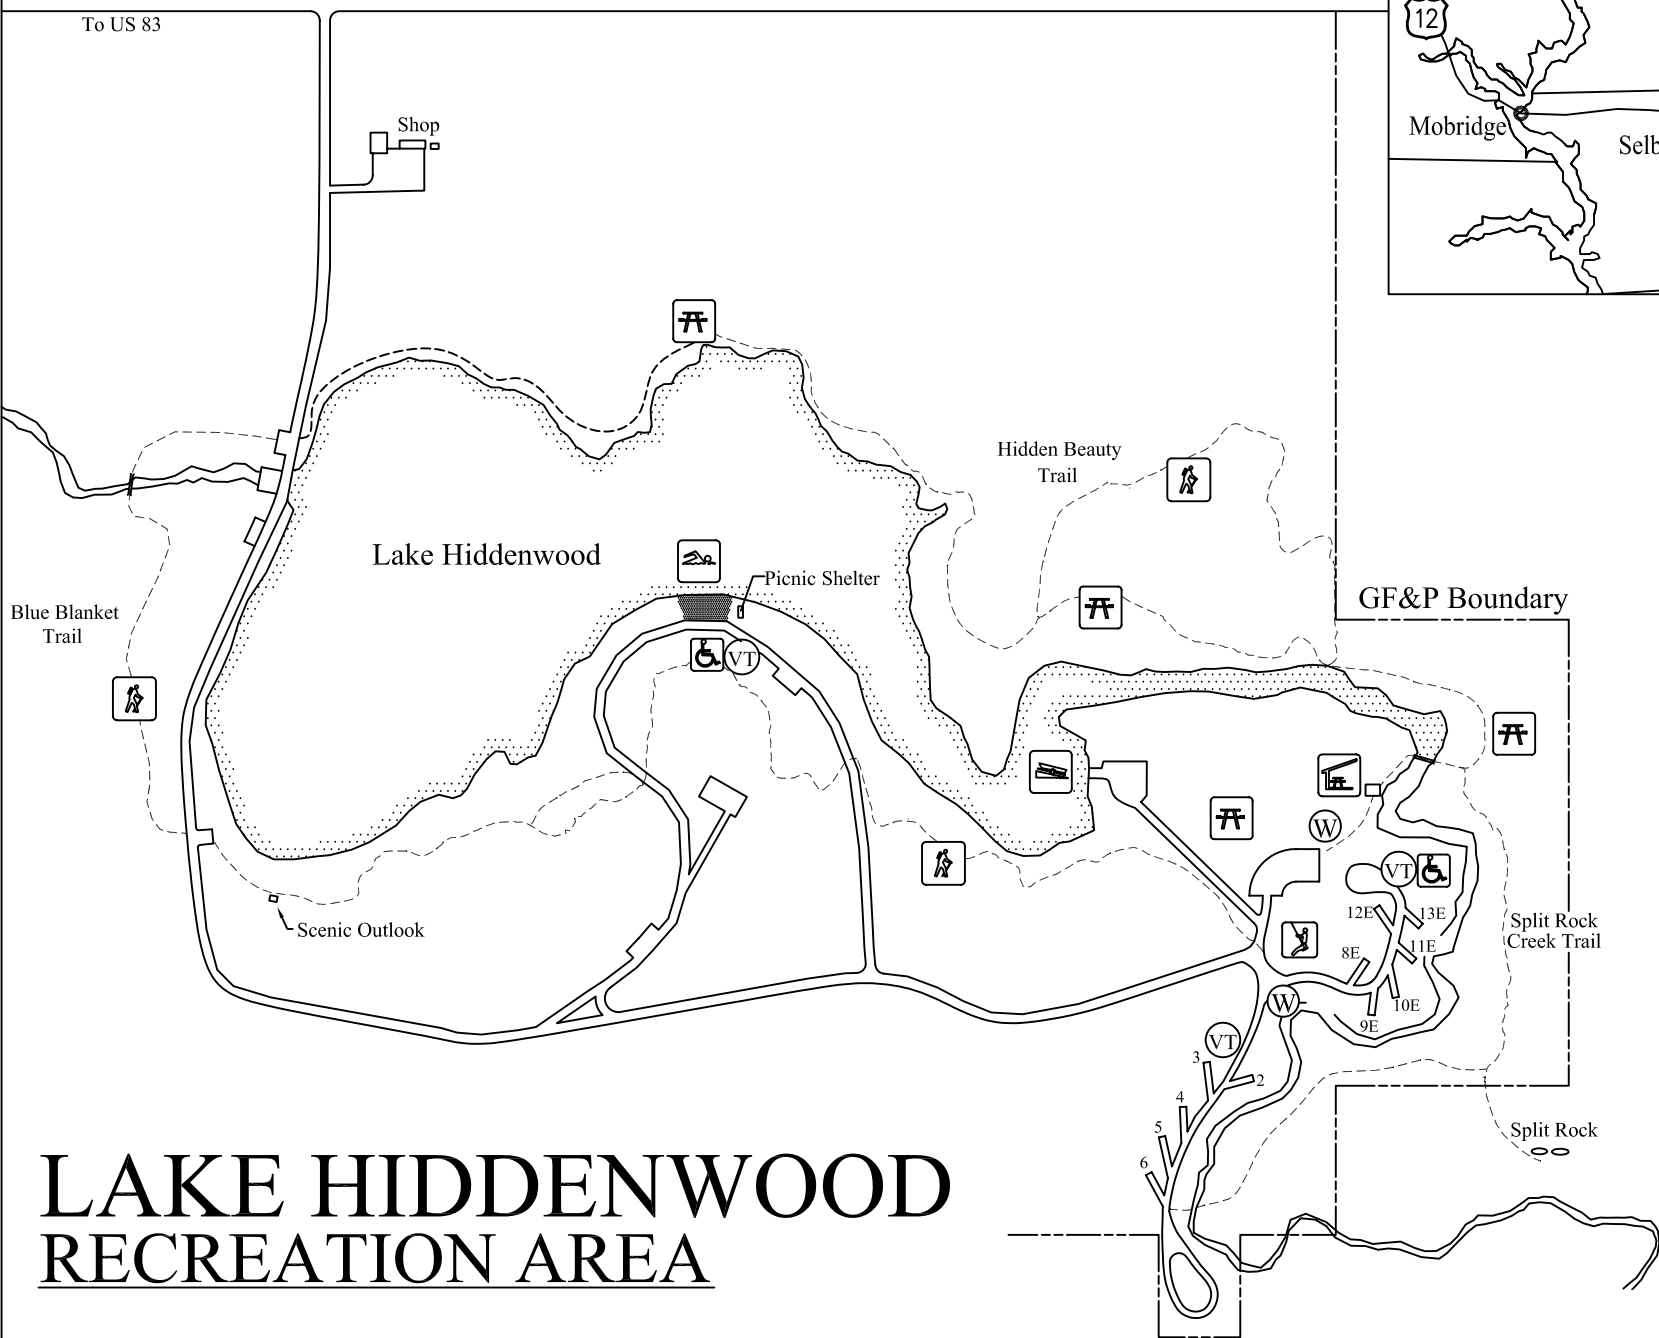 To US 83
12
Shop
Mobridge
Selb
Hidden Beauty
Trail
Lake Hiddenwood
Picnic Shelter
GF&P Boundary
Blue Blanket
Trail
VT
W
VT
12E
13E
Split Rock
Creek Trail
Scenic Outlook
8E
11E
W
10E
9E
VT
3
2
4
5
6
Split Rock
LAKE HIDDENWOOD
RECREATION AREA